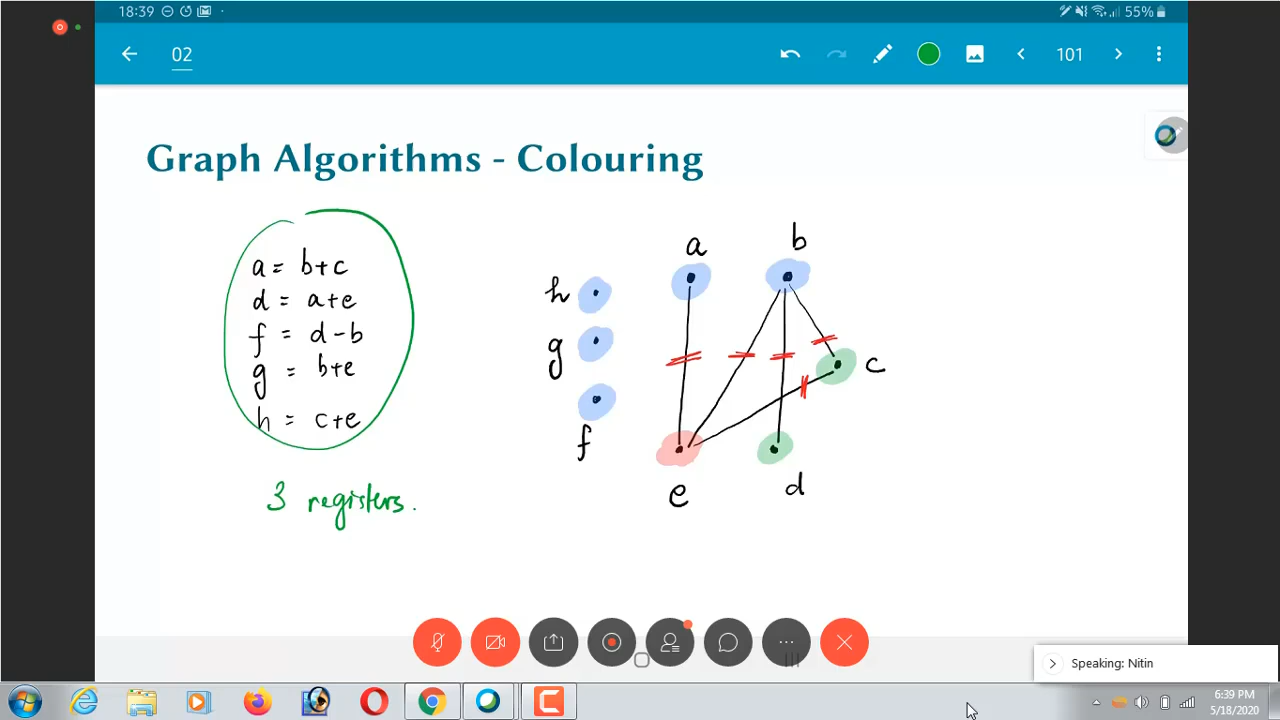 18:39
55%
02
101
Graph Algorithms - Colouring
a = b+c
d = a+e
f = d-b
g = b+e
h = c+e
3 registers.
a
b
h
g
c
f
e
d
Speaking: Nitin
6:39 PM
5/18/2020